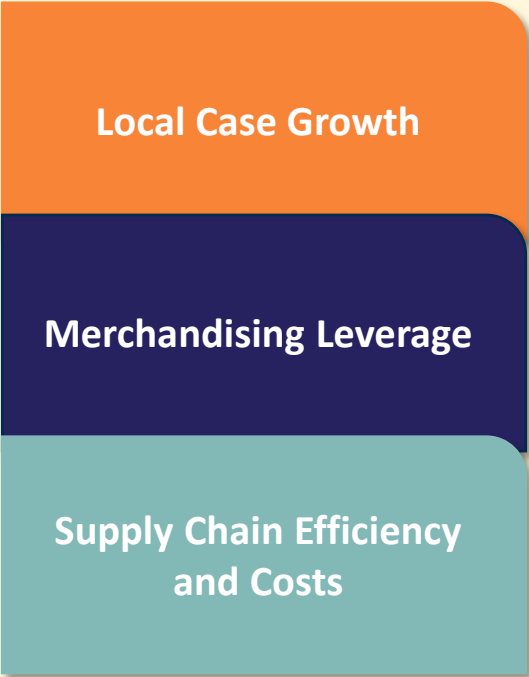 Local Case Growth
Merchandising Leverage
Supply Chain Efficiency
and Costs